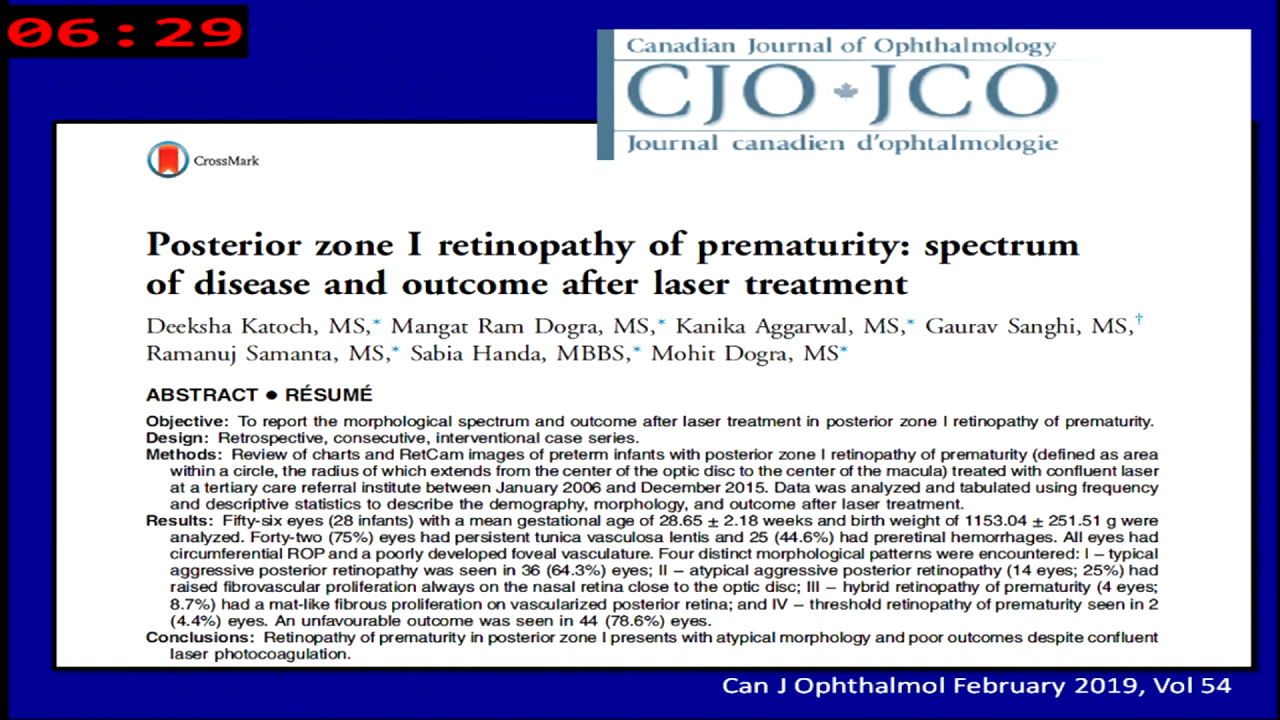 06:29
Canadian Journal of Ophthalmology
CJO JCO
Journal canadien d'ophtalmologie
CrossMark
Posterior zone I retinopathy of prematurity: spectrum
of disease and outcome after laser treatment
Deeksha Katoch, MS,* Mangat Ram Dogra, MS,* Kanika Aggarwal, MS,* Gaurav Sanghi, MS,†
Ramanuj Samanta, MS,* Sabia Handa, MBBS,* Mohit Dogra, MS*
ABSTRACT ● RÉSUMÉ
Objective: To report the morphological spectrum and outcome after laser treatment in posterior zone I retinopathy of prematurity.
Design: Retrospective, consecutive, interventional case series.
Methods: Review of charts and RetCam images of preterm infants with posterior zone I retinopathy of prematurity (defined as area
within a circle, the radius of which extends from the center of the optic disc to the center of the macula) treated with confluent laser
at a tertiary care referral institute between January 2006 and December 2015. Data was analyzed and tabulated using frequency
and descriptive statistics to describe the demography, morphology, and outcome after laser treatment.
Results: Fifty-six eyes (28 infants) with a mean gestational age of 28.65 ± 2.18 weeks and birth weight of 1153.04 ± 251.51 g were
analyzed. Forty-two (75%) eyes had persistent tunica vasculosa lentis and 25 (44.6%) had preretinal hemorrhages. All eyes had
circumferential ROP and a poorly developed foveal vasculature. Four distinct morphological patterns were encountered: I – typical
aggressive posterior retinopathy was seen in 36 (64.3%) eyes; II – atypical aggressive posterior retinopathy (14 eyes; 25%) had
raised fibrovascular proliferation always on the nasal retina close to the optic disc; III – hybrid retinopathy of prematurity (4 eyes;
8.7%) had a mat-like fibrous proliferation on vascularized posterior retina; and IV – threshold retinopathy of prematurity seen in 2
(4.4%) eyes. An unfavourable outcome was seen in 44 (78.6%) eyes.
Conclusions: Retinopathy of prematurity in posterior zone I presents with atypical morphology and poor outcomes despite confluent
laser photocoagulation.
Can J Ophthalmol February 2019, Vol 54